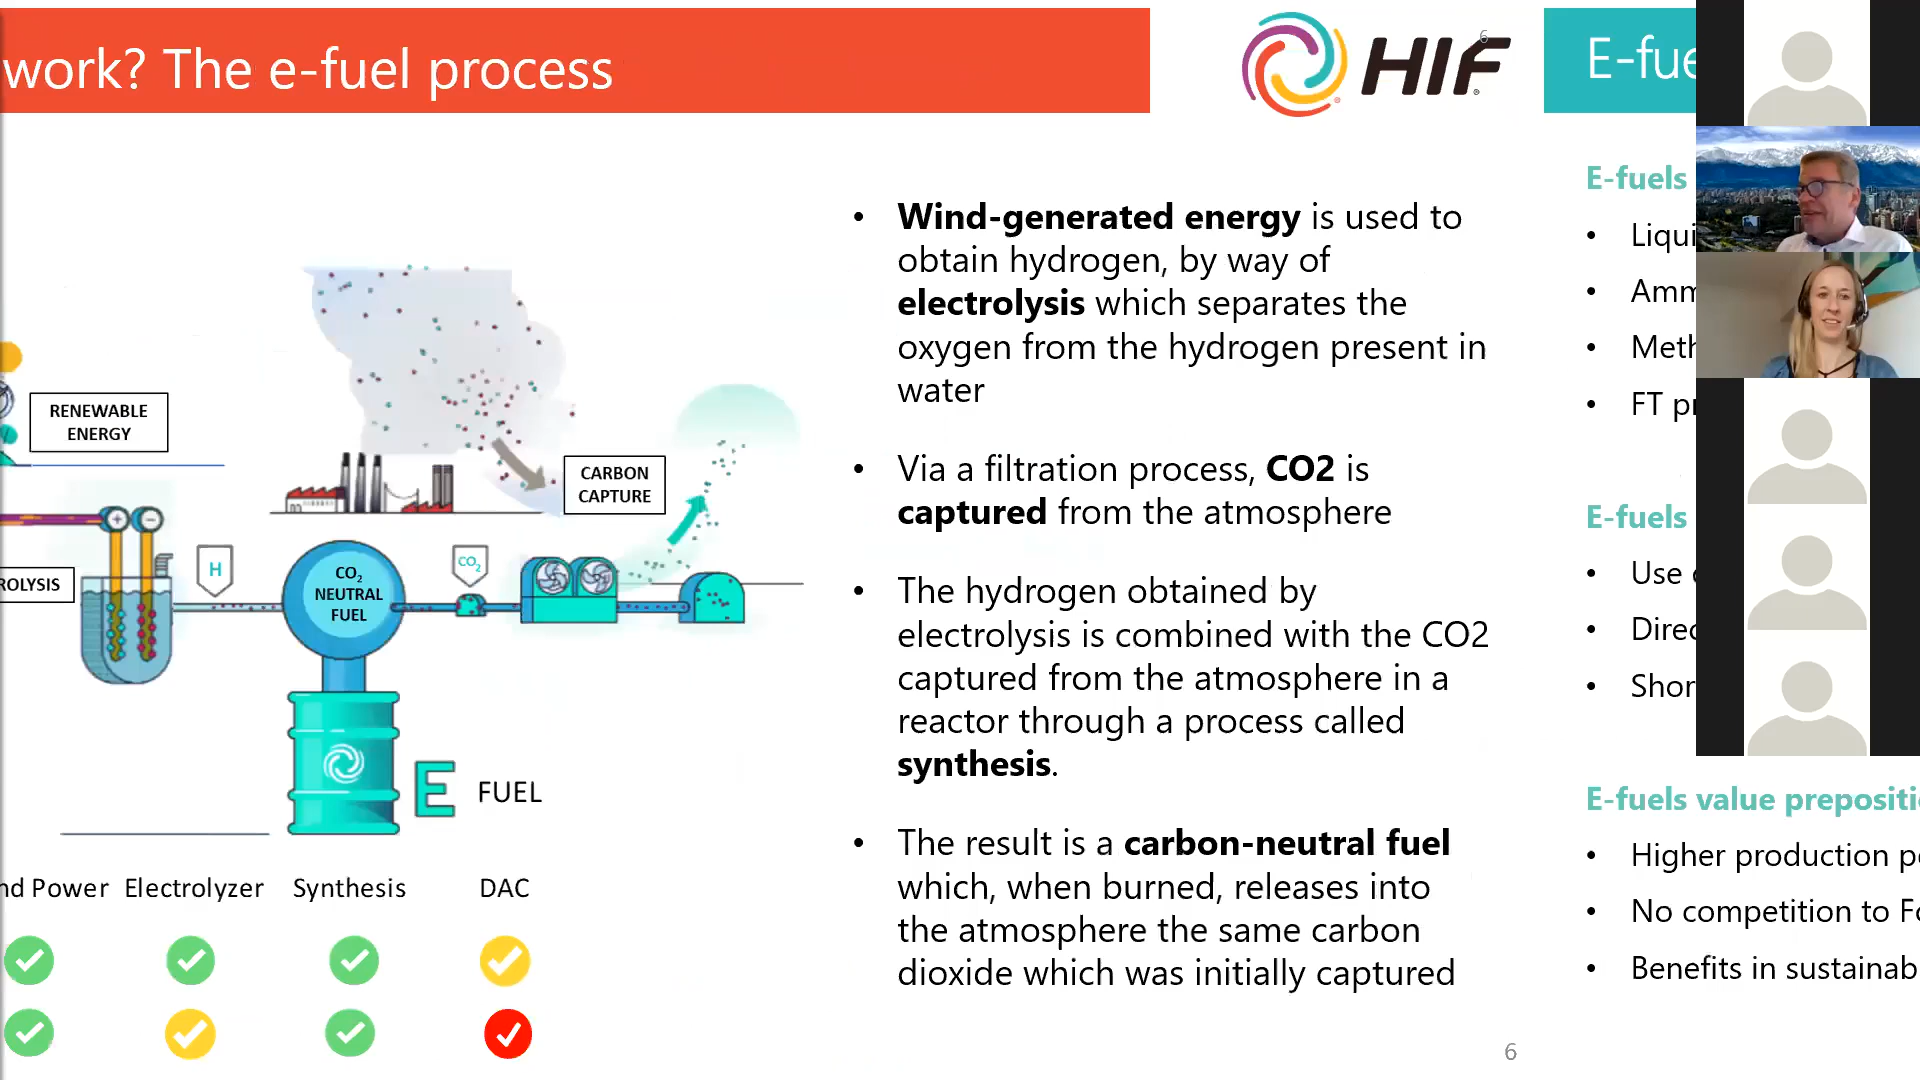 work? The e-fuel process
HIF
6
E-fue
RENEWABLE
ENERGY
CARBON
CAPTURE
ROLYSIS
+
−
H
CO2
CO2
NEUTRAL
FUEL
E FUEL
nd Power Electrolyzer Synthesis DAC
• Wind-generated energy is used to
obtain hydrogen, by way of
electrolysis which separates the
oxygen from the hydrogen present in
water
• Via a filtration process, CO2 is
captured from the atmosphere
• The hydrogen obtained by
electrolysis is combined with the CO2
captured from the atmosphere in a
reactor through a process called
synthesis.
• The result is a carbon-neutral fuel
which, when burned, releases into
the atmosphere the same carbon
dioxide which was initially captured
6
E-fuels
• Liqui
• Amm
• Meth
• FT pr
E-fuels
• Use
• Direc
• Shor
E-fuels value prepositi
• Higher production p
• No competition to Fo
• Benefits in sustainab